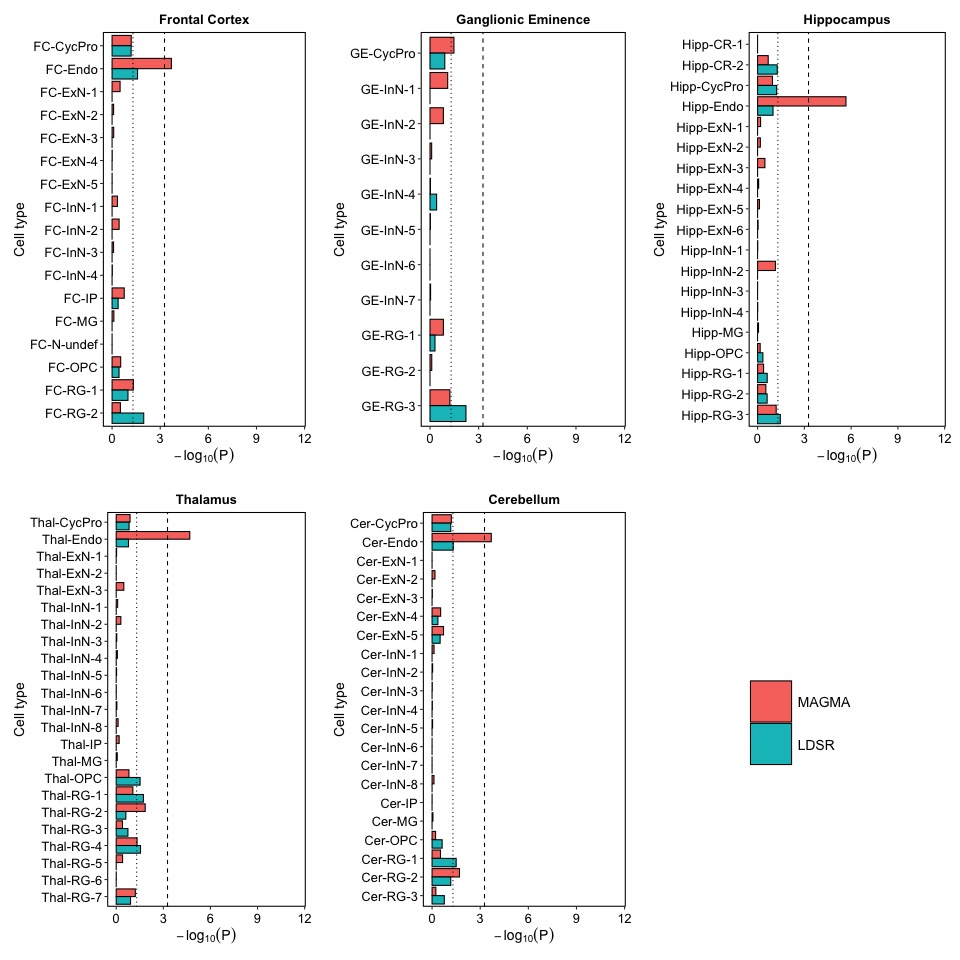 Frontal Cortex
Cell type
FC-CycPro
FC-Endo
FC-ExN-1
FC-ExN-2
FC-ExN-3
FC-ExN-4
FC-ExN-5
FC-InN-1
FC-InN-2
FC-InN-3
FC-InN-4
FC-IP
FC-MG
FC-N-undef
FC-OPC
FC-RG-1
FC-RG-2
0 3 6 9 12
−log₁₀(P)
Ganglionic Eminence
Cell type
GE-CycPro
GE-InN-1
GE-InN-2
GE-InN-3
GE-InN-4
GE-InN-5
GE-InN-6
GE-InN-7
GE-RG-1
GE-RG-2
GE-RG-3
0 3 6 9 12
−log₁₀(P)
Hippocampus
Cell type
Hipp-CR-1
Hipp-CR-2
Hipp-CycPro
Hipp-Endo
Hipp-ExN-1
Hipp-ExN-2
Hipp-ExN-3
Hipp-ExN-4
Hipp-ExN-5
Hipp-ExN-6
Hipp-InN-1
Hipp-InN-2
Hipp-InN-3
Hipp-InN-4
Hipp-MG
Hipp-OPC
Hipp-RG-1
Hipp-RG-2
Hipp-RG-3
0 3 6 9 12
−log₁₀(P)
Thalamus
Cell type
Thal-CycPro
Thal-Endo
Thal-ExN-1
Thal-ExN-2
Thal-ExN-3
Thal-InN-1
Thal-InN-2
Thal-InN-3
Thal-InN-4
Thal-InN-5
Thal-InN-6
Thal-InN-7
Thal-InN-8
Thal-IP
Thal-MG
Thal-OPC
Thal-RG-1
Thal-RG-2
Thal-RG-3
Thal-RG-4
Thal-RG-5
Thal-RG-6
Thal-RG-7
0 3 6 9 12
−log₁₀(P)
Cerebellum
Cell type
Cer-CycPro
Cer-Endo
Cer-ExN-1
Cer-ExN-2
Cer-ExN-3
Cer-ExN-4
Cer-ExN-5
Cer-InN-1
Cer-InN-2
Cer-InN-3
Cer-InN-4
Cer-InN-5
Cer-InN-6
Cer-InN-7
Cer-InN-8
Cer-IP
Cer-MG
Cer-OPC
Cer-RG-1
Cer-RG-2
Cer-RG-3
0 3 6 9 12
−log₁₀(P)
MAGMA
LDSR